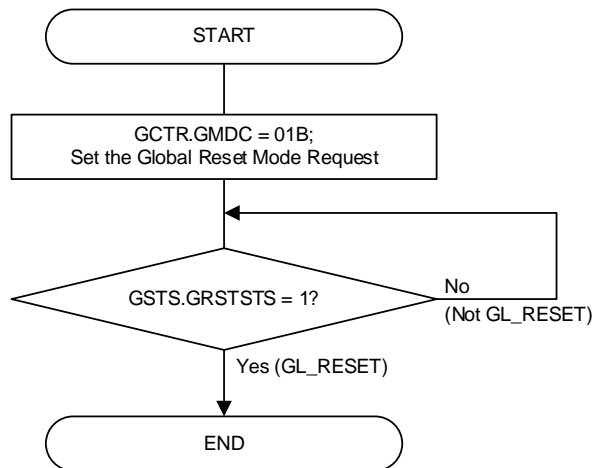 START
GCTR.GMDC = 01B;
Set the Global Reset Mode Request
GSTS.GRSTSTS = 1?
No
(Not GL_RESET)
Yes (GL_RESET)
END